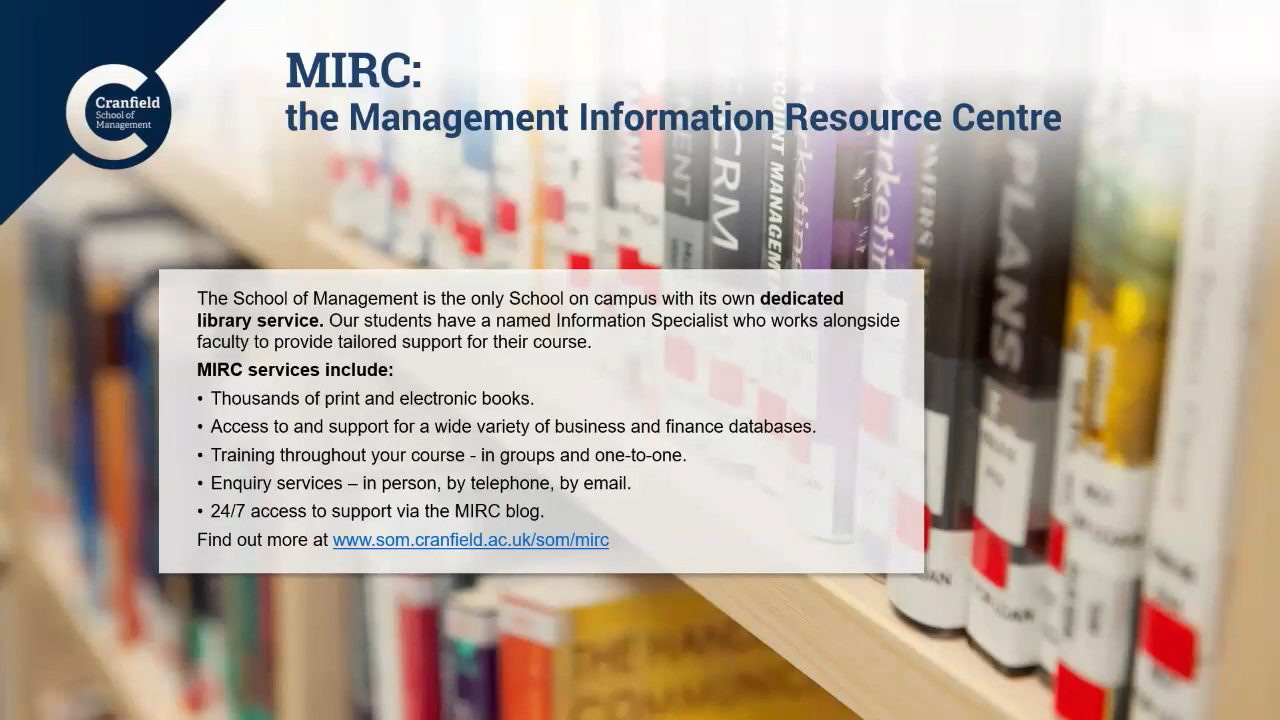 Cranfield
School of
Management
MIRC:
the Management Information Resource Centre
The School of Management is the only School on campus with its own dedicated
library service. Our students have a named Information Specialist who works alongside
faculty to provide tailored support for their course.
MIRC services include:
• Thousands of print and electronic books.
• Access to and support for a wide variety of business and finance databases.
• Training throughout your course - in groups and one-to-one.
• Enquiry services – in person, by telephone, by email.
• 24/7 access to support via the MIRC blog.
Find out more at www.som.cranfield.ac.uk/som/mirc
CRM
PLANS
THE HAND